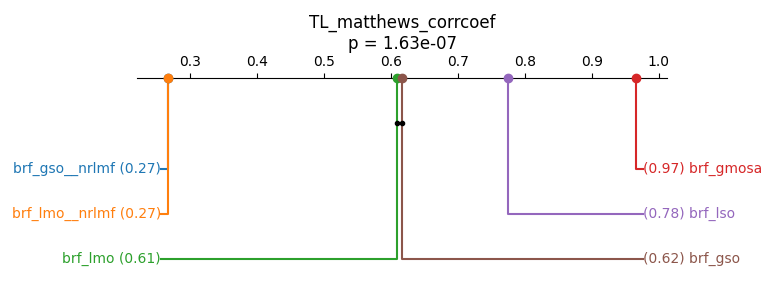 TL_matthews_corrcoef
p = 1.63e-07
0.3 0.4 0.5 0.6 0.7 0.8 0.9 1.0
brf_gso__nrlmf (0.27) (0.97) brf_gmosa
brf_lmo__nrlmf (0.27) (0.78) brf_lso
brf_lmo (0.61) (0.62) brf_gso